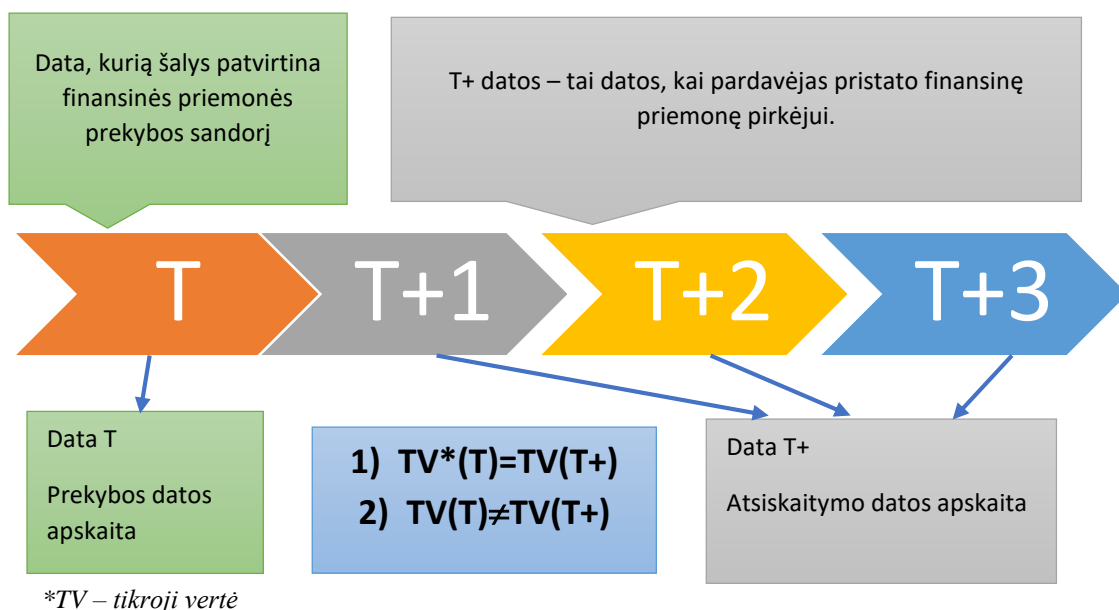 Data, kurią šalys patvirtina
finansinės priemonės
prekybos sandorį
T+ datos – tai datos, kai pardavėjas pristato finansinę
priemonę pirkėjui.
T
T+1
T+2
T+3
Data T
Prekybos datos
apskaita
1) TV*(T)=TV(T+)
2) TV(T)≠TV(T+)
Data T+
Atsiskaitymo datos apskaita
*TV – tikroji vertė